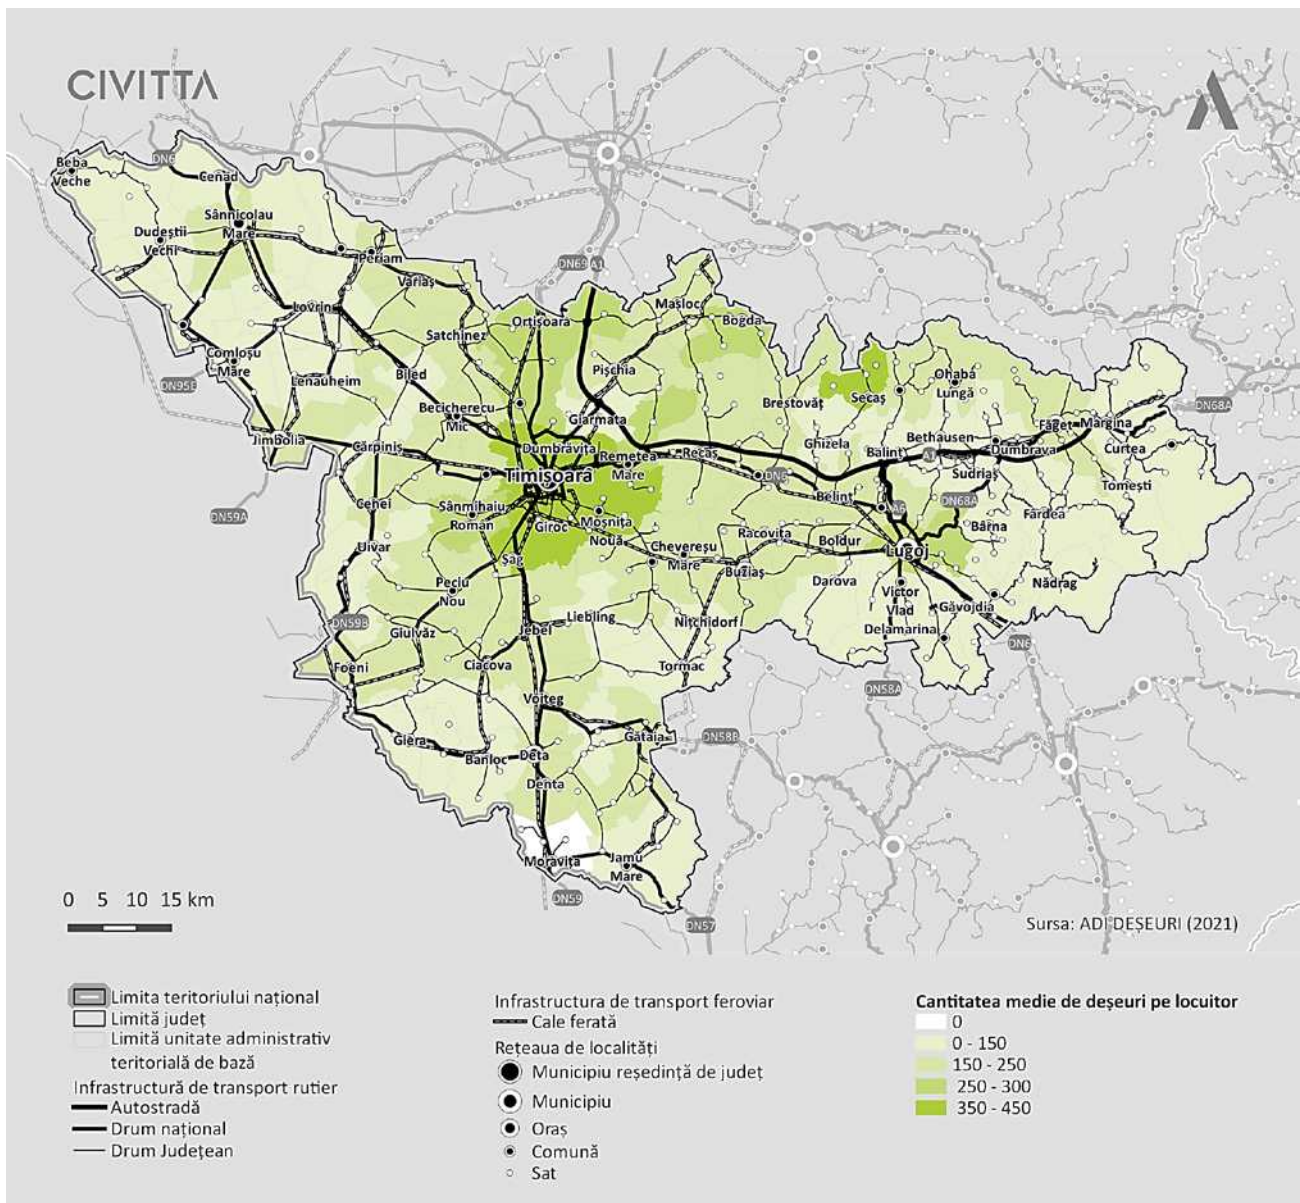 CIVITTA
Beba
Veche
DN6
Cenad
Sânnicolau
Mare
Dudeștii
Vechi
Periam
Variaș
DN69
A1
Lovrin
Satchinez
Orțișoara
Mașloc
Bogda
Comloșu
Mare
Lenauheim
Biled
Pișchia
DN95E
Becicherecu
Mic
Giarmata
Brestovăț
Secaș
Ohaba
Lungă
DN68A
Jimbolia
Cărpiniș
Dumbrăvița
Ghizela
Bethausen
Făget
Margina
Timișoara
Remetea
Mare
Recaș
Balinț
A1
Dumbrava
Curtea
DN6
Sudriaș
Tomești
DN59A
Cenei
Sânmihaiu
Roman
Giroc
Moșnița
Nouă
Belinț
A6
DN68A
Fârdea
Bârna
Uivar
Șag
Chevereșu
Mare
Racovița
Boldur
Lugoj
Peciu
Nou
Buziaș
Darova
Victor
Vlad
Delamarina
Găvojdia
Nădrag
DN59B
Giulvăz
Jebel
Liebling
Nițchidorf
DN6
Foeni
Ciacova
Tormac
DN58A
Voiteg
Giera
Banloc
Deta
Gătaia
DN58B
Denta
Moravița
Jamu
Mare
DN59
DN57
0 5 10 15 km
Sursa: ADI DEȘEURI (2021)
Limita teritoriului național
Limită județ
Limită unitate administrativ
teritorială de bază
Infrastructură de transport rutier
Autostradă
Drum național
Drum Județean
Infrastructura de transport feroviar
Cale ferată
Rețeaua de localități
Municipiu reședință de județ
Municipiu
Oraș
Comună
Sat
Cantitatea medie de deșeuri pe locuitor
0
0 - 150
150 - 250
250 - 300
350 - 450